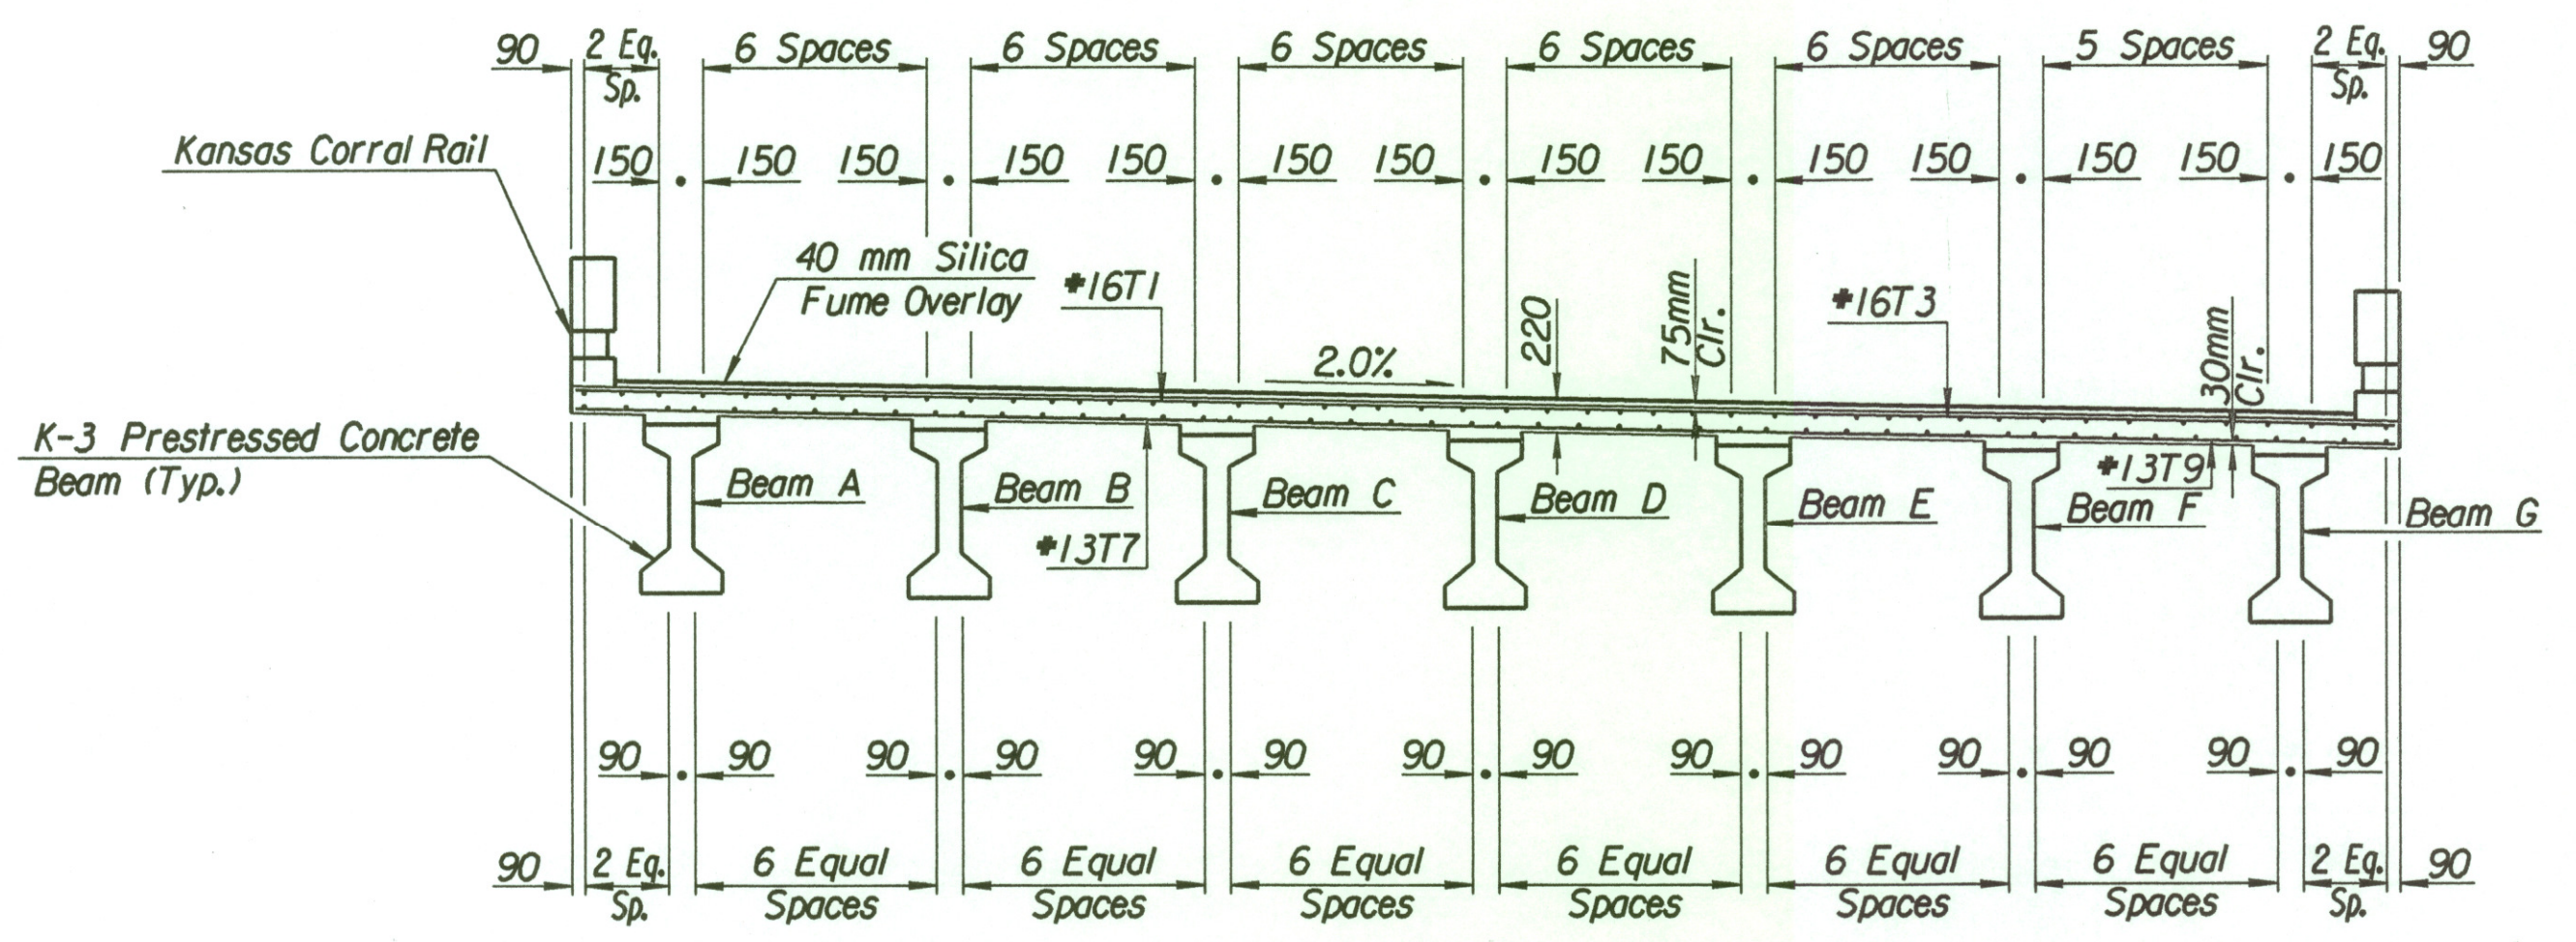 90 2 Eq. 6 Spaces 6 Spaces 6 Spaces 6 Spaces 6 Spaces 5 Spaces 2 Eq. 90
Sp. Sp.
Kansas Corral Rail
150 • 150 150 • 150 150 • 150 150 • 150 150 • 150 150 • 150 150 • 150
40 mm Silica
Fume Overlay
#16T1
2.0%
220
75mm
Clr.
#16T3
30mm
Clr.
K-3 Prestressed Concrete
Beam (Typ.)
Beam A
Beam B
Beam C
Beam D
Beam E
Beam F
Beam G
#13T7
#13T9
90 • 90 90 • 90 90 • 90 90 • 90 90 • 90 90 • 90 90 • 90
90 2 Eq. 6 Equal 6 Equal 6 Equal 6 Equal 6 Equal 6 Equal 2 Eq. 90
Sp. Spaces Spaces Spaces Spaces Spaces Spaces Sp.